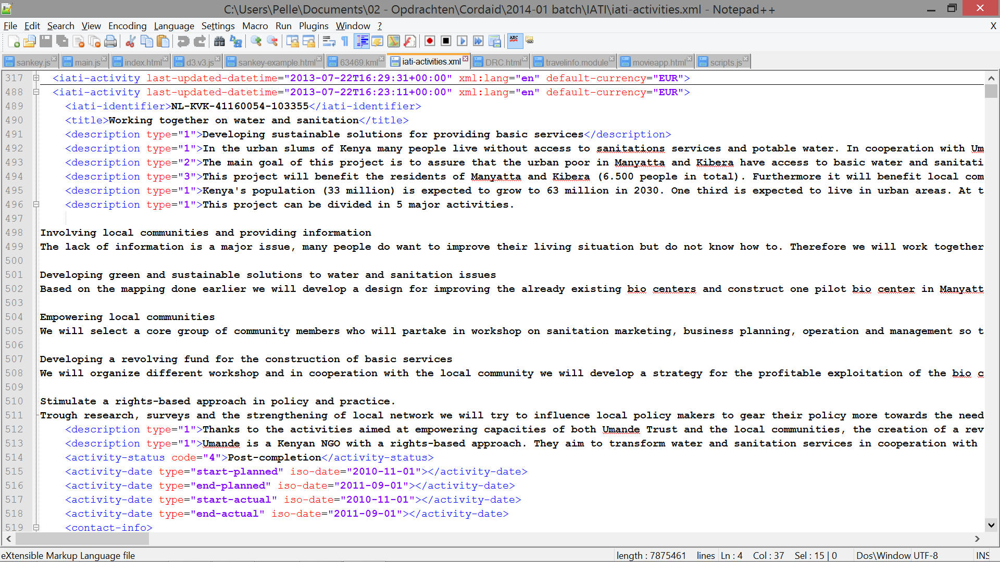 C:\Users\Pelle\Documents\02 - Opdrachten\Cordaid\2014-01 batch\IATI\iati-activities.xml - Notepad++
File Edit Search View Encoding Language Settings Macro Run Plugins Window ? X
ABC
sankey.js main.js index.html d3.v3.js sankey-example.html 63469.kml iati-activities.xml DRC.html travelinfo.module movieapp.html scripts.js
317 <iati-activity last-updated-datetime="2013-07-22T16:29:31+00:00" xml:lang="en" default-currency="EUR">
488 <iati-activity last-updated-datetime="2013-07-22T16:23:11+00:00" xml:lang="en" default-currency="EUR">
489 <iati-identifier>NL-KVK-41160054-103355</iati-identifier>
490 <title>Working together on water and sanitation</title>
491 <description type="1">Developing sustainable solutions for providing basic services</description>
492 <description type="1">In the urban slums of Kenya many people live without access to sanitations services and potable water. In cooperation with Um
493 <description type="2">The main goal of this project is to assure that the urban poor in Manyatta and Kibera have access to basic water and sanitati
494 <description type="3">This project will benefit the residents of Manyatta and Kibera (6.500 people in total). Furthermore it will benefit local com
495 <description type="1">Kenya's population (33 million) is expected to grow to 63 million in 2030. One third is expected to live in urban areas. At t
496 <description type="1">This project can be divided in 5 major activities.
497
498 Involving local communities and providing information
499 The lack of information is a major issue, many people do want to improve their living situation but do not know how to. Therefore we will work together
500
501 Developing green and sustainable solutions to water and sanitation issues
502 Based on the mapping done earlier we will develop a design for improving the already existing bio centers and construct one pilot bio center in Manyatt
503
504 Empowering local communities
505 We will select a core group of community members who will partake in workshop on sanitation marketing, business planning, operation and management so t
506
507 Developing a revolving fund for the construction of basic services
508 We will organize different workshop and in cooperation with the local community we will develop a strategy for the profitable exploitation of the bio c
509
510 Stimulate a rights-based approach in policy and practice.
511 Trough research, surveys and the strengthening of local network we will try to influence local policy makers to gear their policy more towards the need
512 <description type="1">Thanks to the activities aimed at empowering capacities of both Umande Trust and the local communities, the creation of a rev
513 <description type="1">Umande is a Kenyan NGO with a rights-based approach. They aim to transform water and sanitation services in cooperation with
514 <activity-status code="4">Post-completion</activity-status>
515 <activity-date type="start-planned" iso-date="2010-11-01"></activity-date>
516 <activity-date type="end-planned" iso-date="2011-09-01"></activity-date>
517 <activity-date type="start-actual" iso-date="2010-11-01"></activity-date>
518 <activity-date type="end-actual" iso-date="2011-09-01"></activity-date>
519 <contact-info>
eXtensible Markup Language file length : 7875461 lines Ln : 4 Col : 37 Sel : 15 | 0 Dos\Window UTF-8 INS